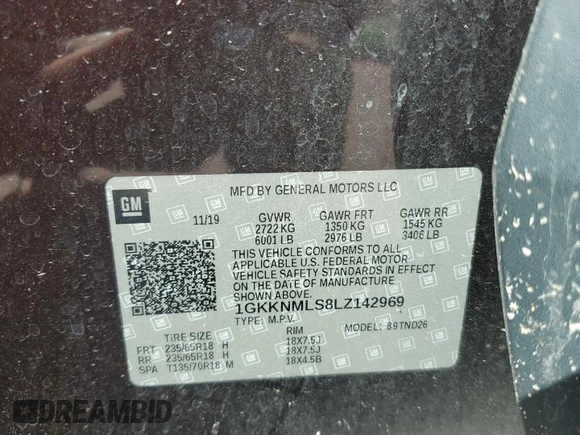 GM
MFD BY GENERAL MOTORS LLC
11/19 GVWR GAWR FRT GAWR RR
2722 KG 1350 KG 1545 KG
6001 LB 2976 LB 3406 LB
THIS VEHICLE CONFORMS TO ALL
APPLICABLE U.S. FEDERAL MOTOR
VEHICLE SAFETY STANDARDS IN EFFECT
ON THE DATE OF MANUFACTURE
SHOWN ABOVE.
1GKKNMLS8LZ142969
TYPE: M.P.V. MODEL: 89TND26
TIRE SIZE RIM
FRT 235/65R18 H 18X7.5J
RR 235/65R18 H 18X7.5J
SPA T135/70R18 M 18X4.5B
DREAMBID